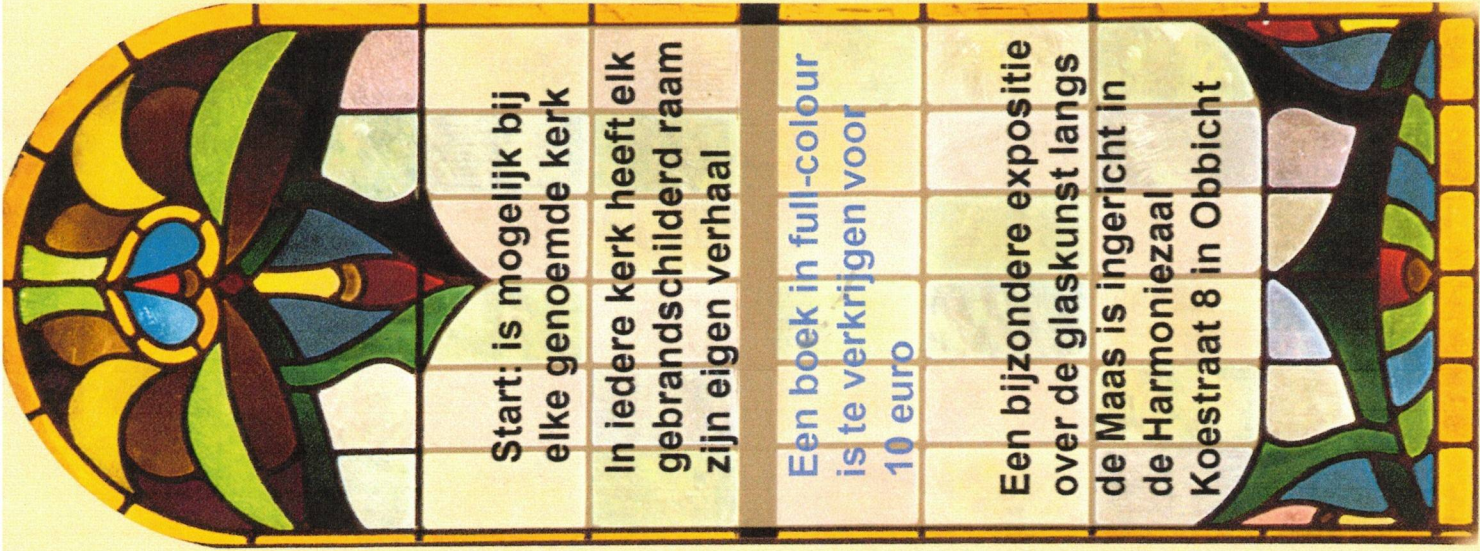 Start: is mogelijk bij
elke genoemde kerk
In iedere kerk heeft elk
gebrandschilderd raam
zijn eigen verhaal
Een boek in full-colour
is te verkrijgen voor
10 euro
Een bijzondere expositie
over de glaskunst langs
de Maas is ingericht in
de Harmoniezaal
Koestraat 8 in Obbicht